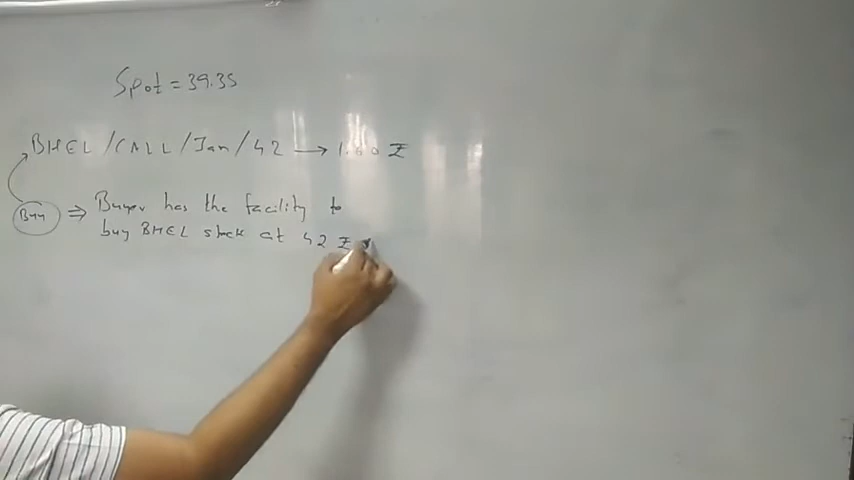 Spot = 39.35
BHEL/CALL/Jan/42 → 1.60 ₹
Buy ⇒ Buyer has the facility to
buy BHEL stock at 42 ₹